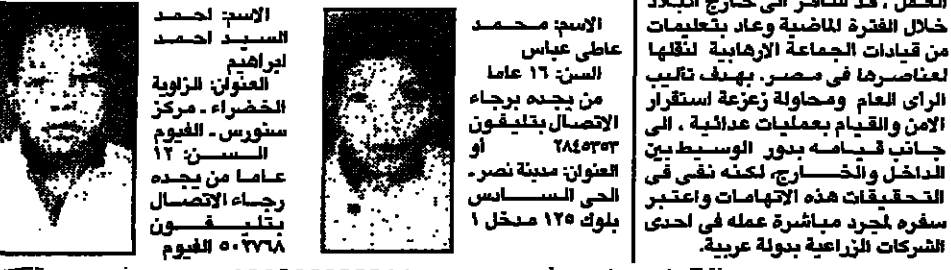 خلال الفترة الماضية وعاد بتعليمات
من قيادات الجماعة الإرهابية لنقلها
لعناصرها فى مصر. بهدف تأليب
الرأى العام ومحاولة زعزعة استقرار
الامن والقيام بعمليات عدائية ، الى
جانب قيامه بدور الوسيط بين
الداخل والخارج، لكنه نفى فى
التحقيقات هذه الاتهامات واعتبر
سفره لمجرد مباشرة عمله فى احدى
الشركات الزراعية بدولة عربية.
الاسم: محمد
عاطى عباس
السن: ١٦ عاما
من يجده برجاء
الاتصال بتليفون
٢٨٤٥٣٥٣ أو
العنوان: مدينة نصر ـ
الحى السادس
بلوك ١٢٥ مدخل ١
الاسم: احمد
السيد احمد
ابراهيم
العنوان: الزاوية
الخضراء ـ مركز
سنورس ـ الفيوم
السن: ١٢
عاما من يجده
رجاء الاتصال
بتليفون
٥٠٢٧٦٨ الفيوم